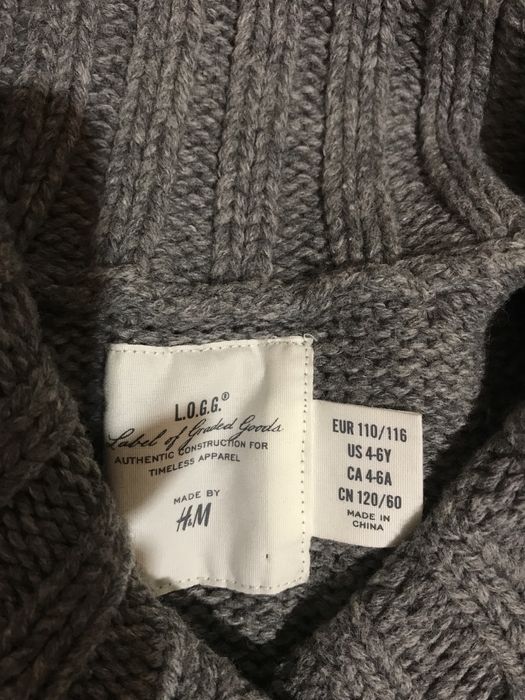 L.O.G.G.®
Label of Graded Goods
AUTHENTIC CONSTRUCTION FOR
TIMELESS APPAREL
MADE BY
H&M
EUR 110/116
US 4-6Y
CA 4-6A
CN 120/60
MADE IN
CHINA